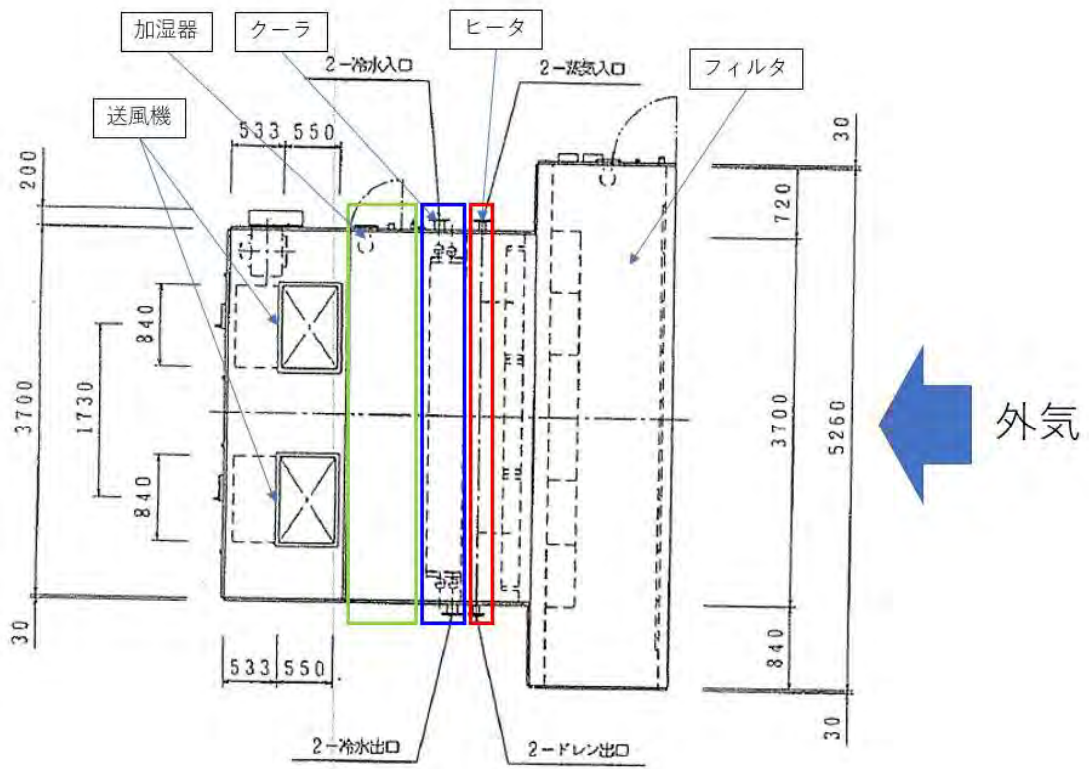 加湿器
クーラ
ヒータ
フィルタ
送風機
2-冷水入口
2-蒸気入口
533
550
200
30
720
840
3700
1730
840
3700
5260
外気
30
533
550
840
30
2-冷水出口
2-ドレン出口